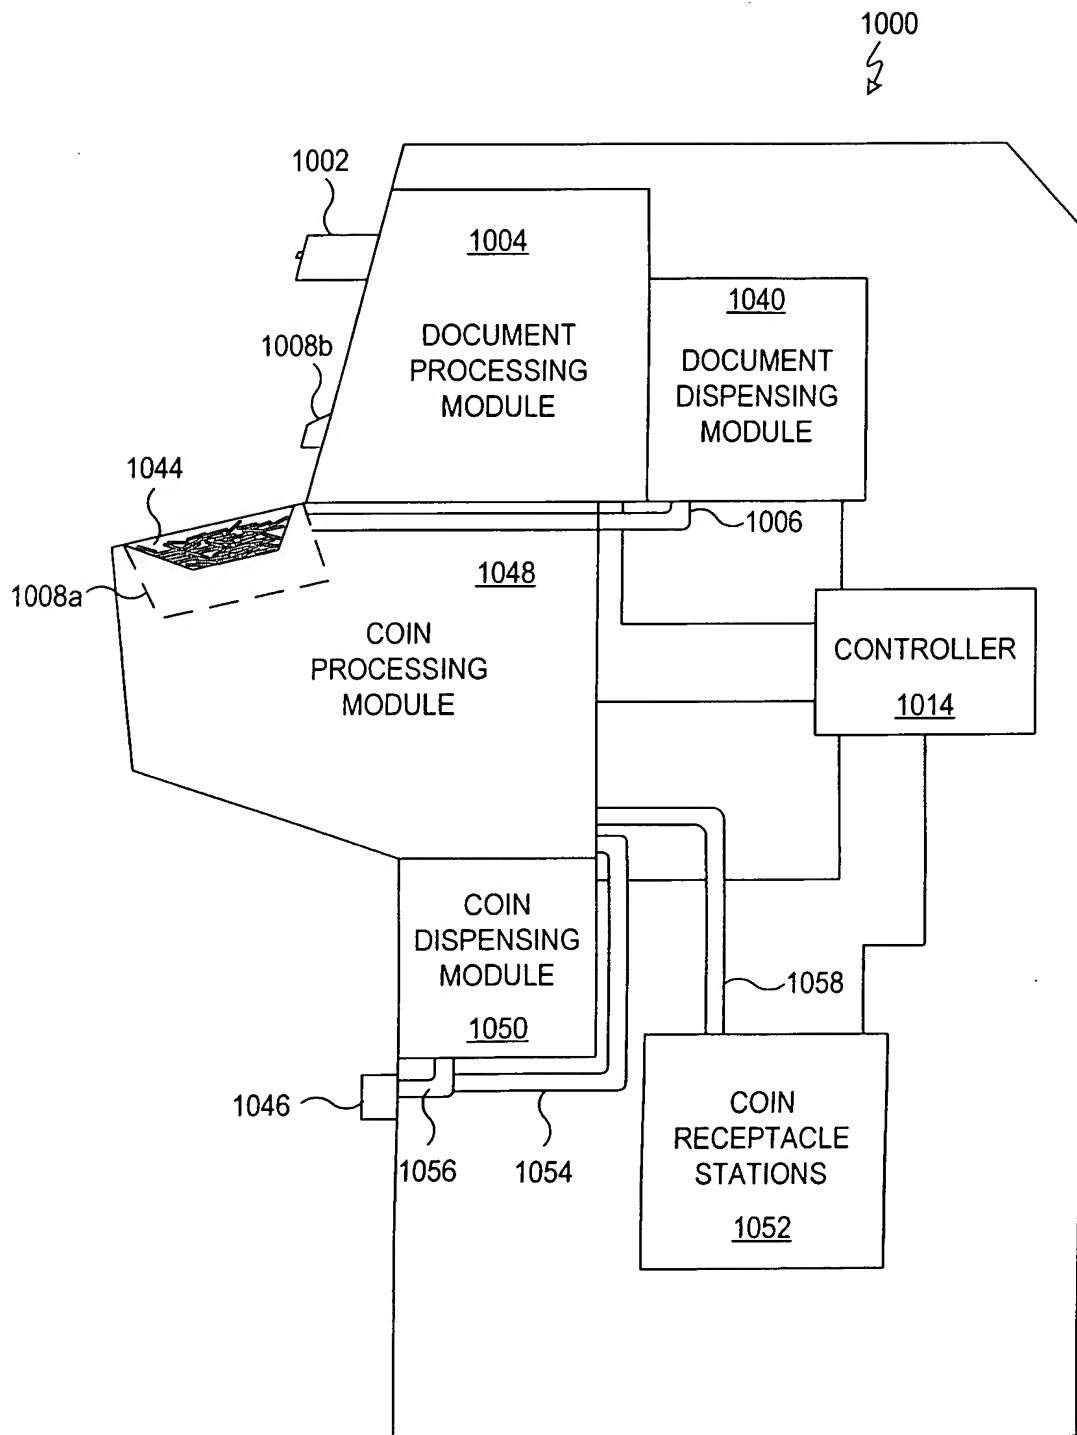 1000
1002
1004
DOCUMENT
PROCESSING
MODULE
1040
DOCUMENT
DISPENSING
MODULE
1008b
1044
1006
1008a
1048
COIN
PROCESSING
MODULE
CONTROLLER
1014
COIN
DISPENSING
MODULE
1050
1058
1046
1056
1054
COIN
RECEPTACLE
STATIONS
1052